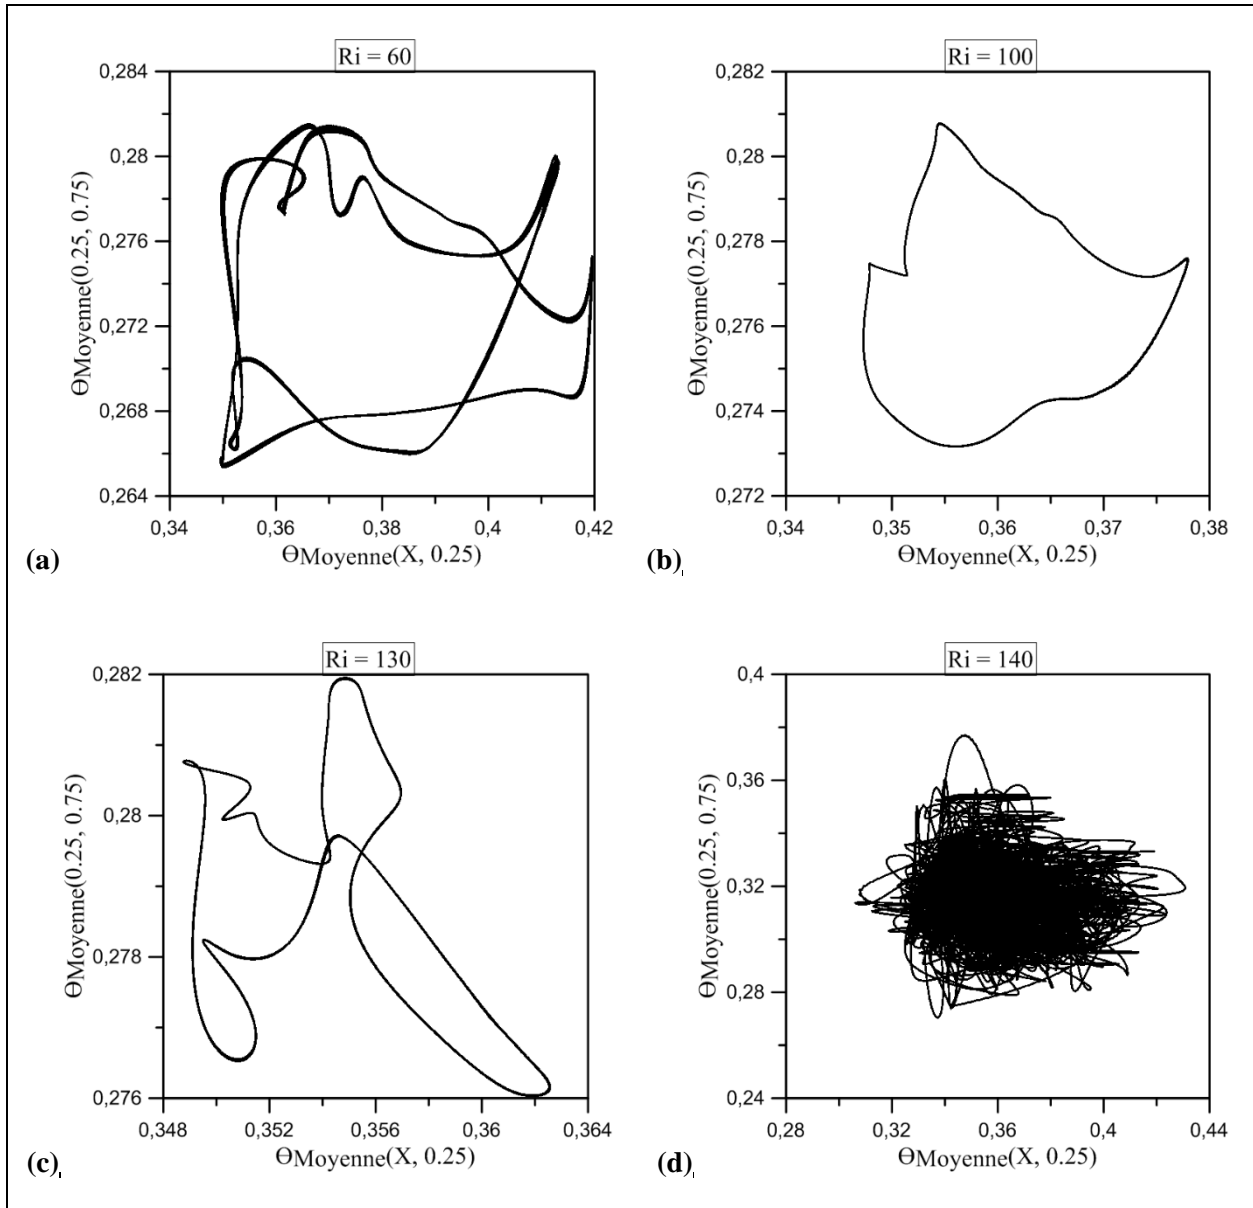 Ri = 60
0,284
0,28
0,276
0,272
0,268
0,264
ΘMoyenne(0.25, 0.75)
0,34
0,36
0,38
0,4
0,42
ΘMoyenne(X, 0.25)
(a)
Ri = 100
0,282
0,28
0,278
0,276
0,274
0,272
ΘMoyenne(0.25, 0.75)
0,34
0,35
0,36
0,37
0,38
ΘMoyenne(X, 0.25)
(b)
Ri = 130
0,282
0,28
0,278
0,276
ΘMoyenne(0.25, 0.75)
0,348
0,352
0,356
0,36
0,364
ΘMoyenne(X, 0.25)
(c)
Ri = 140
0,4
0,36
0,32
0,28
0,24
ΘMoyenne(0.25, 0.75)
0,28
0,32
0,36
0,4
0,44
ΘMoyenne(X, 0.25)
(d)